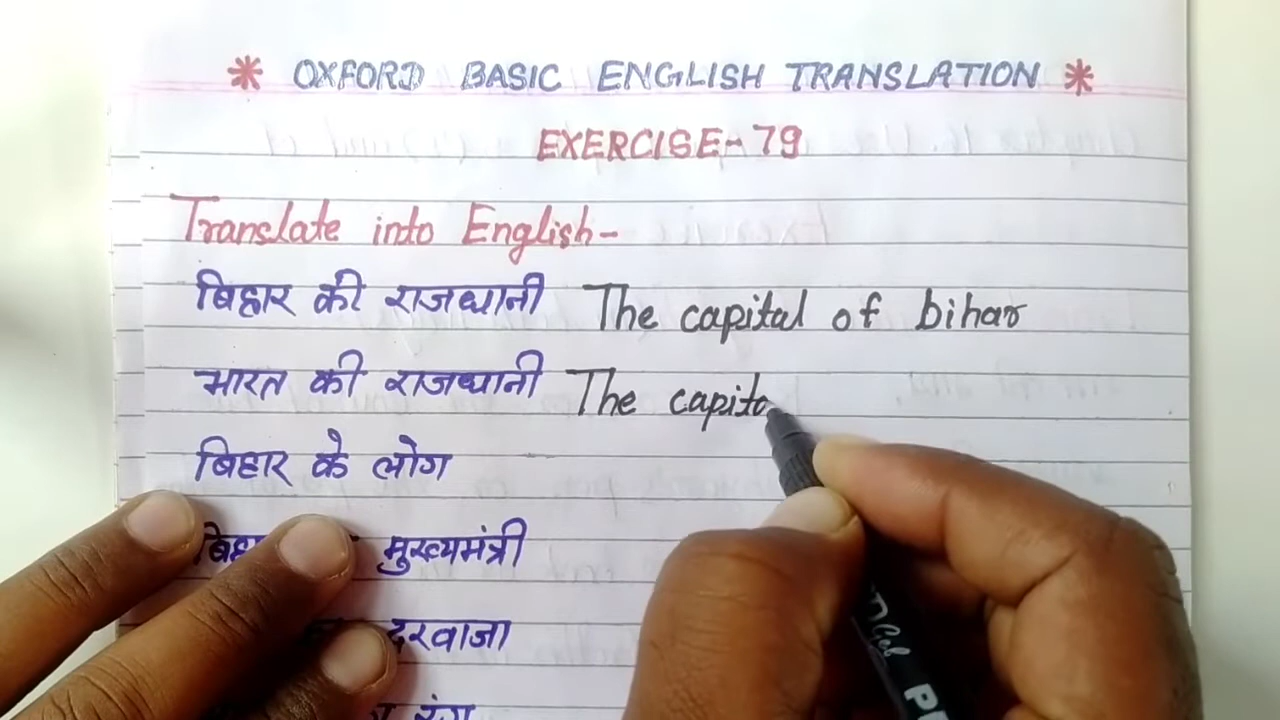 * OXFORD BASIC ENGLISH TRANSLATION *
EXERCISE-79
Translate into English-
बिहार की राजधानी The capital of bihar
भारत की राजधानी The capita
बिहार के लोग
मुख्यमंत्री
दरवाजा
रंग
Gel